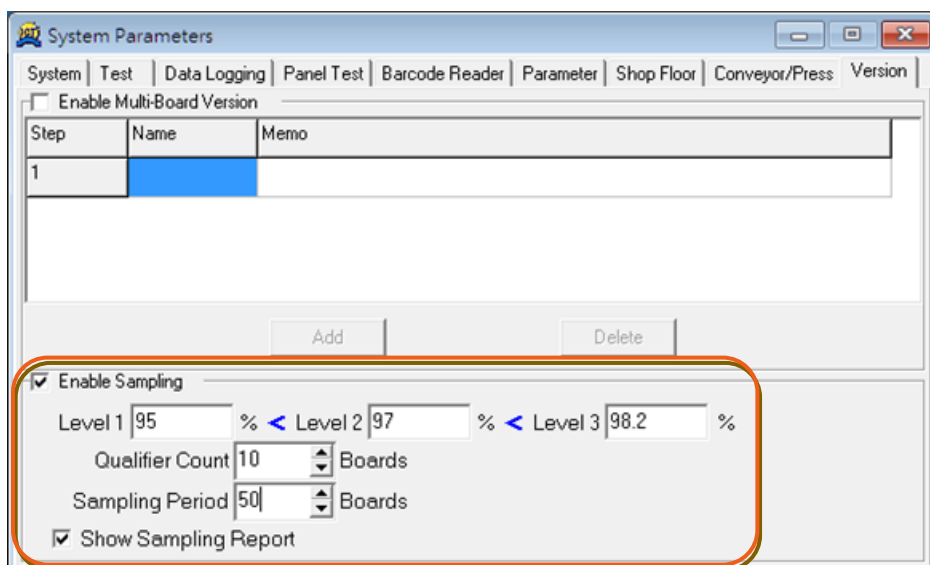 System Parameters
System Test Data Logging Panel Test Barcode Reader Parameter Shop Floor Conveyor/Press Version
Enable Multi-Board Version
Step Name Memo
1
Add Delete
Enable Sampling
Level 1 95 % < Level 2 97 % < Level 3 98.2 %
Qualifier Count 10 Boards
Sampling Period 50 Boards
Show Sampling Report